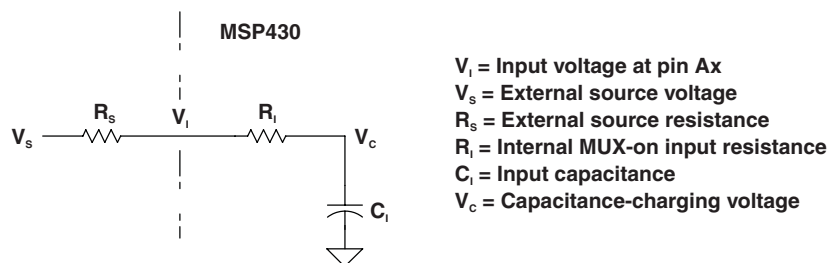 MSP430
V_S
R_S
V_I
R_I
V_C
C_I
V_I = Input voltage at pin Ax
V_S = External source voltage
R_S = External source resistance
R_I = Internal MUX-on input resistance
C_I = Input capacitance
V_C = Capacitance-charging voltage